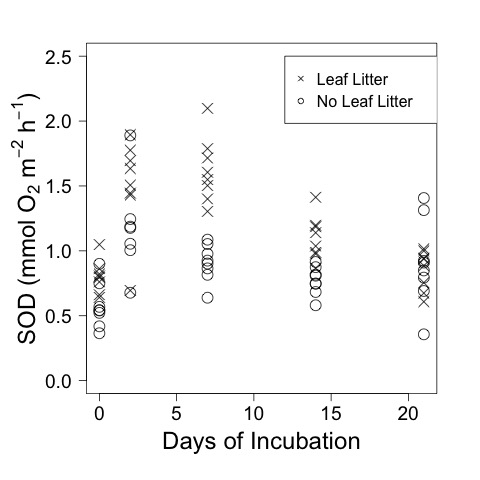 2.5
2.0
1.5
1.0
0.5
0.0
SOD (mmol O₂ m⁻² h⁻¹)
Leaf Litter
No Leaf Litter
0 5 10 15 20
Days of Incubation